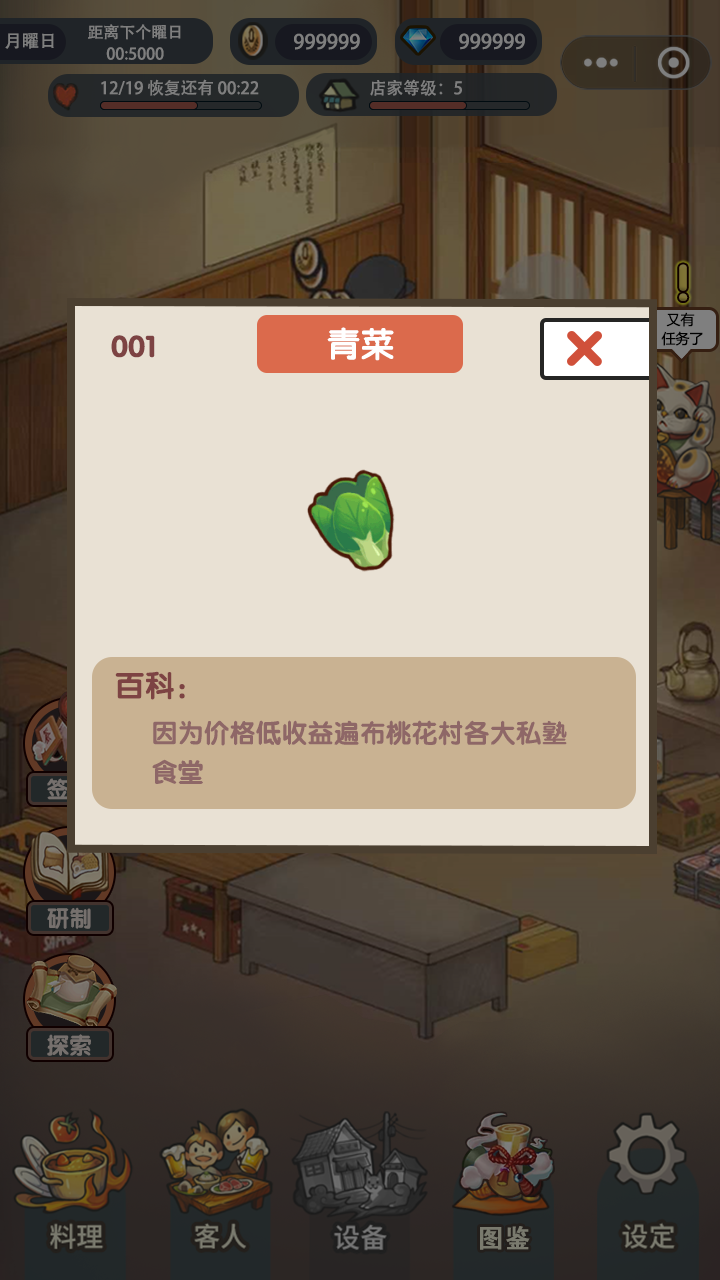 月曜日
距离下个曜日
00:5000
999999
999999
12/19 恢复还有 00:22
店家等级：5
又有
任务了
001
青菜
百科：
因为价格低收益遍布桃花村各大私塾
食堂
签
研制
探索
料理
客人
设备
图鉴
设定